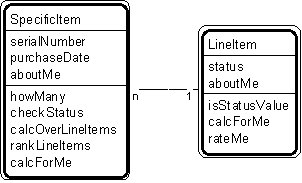 SpecificItem
serialNumber
purchaseDate
aboutMe
howMany
checkStatus
calcOverLineItems
rankLineItems
calcForMe
n
1
LineItem
status
aboutMe
isStatusValue
calcForMe
rateMe